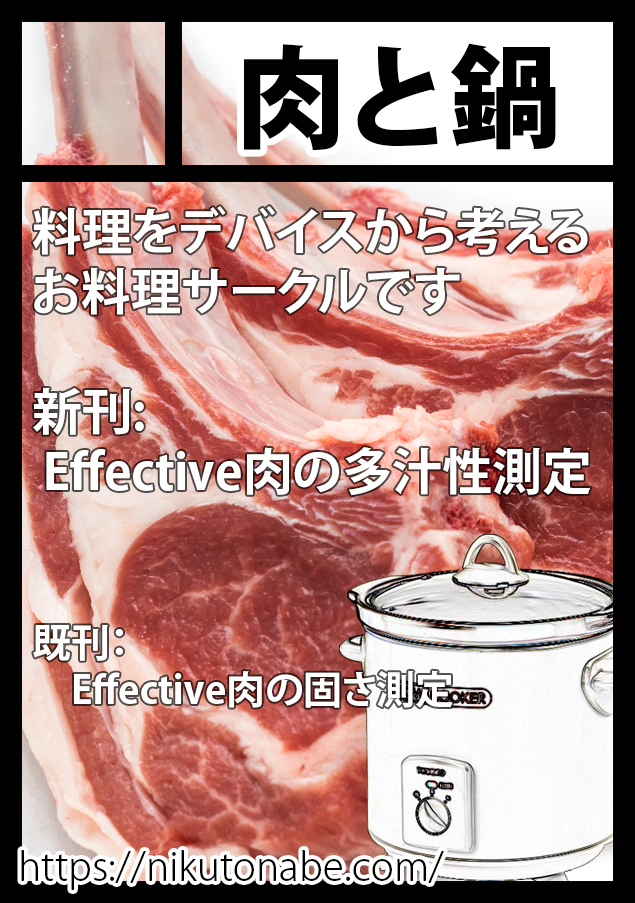 肉と鍋
料理をデバイスから考える
お料理サークルです
新刊:
Effective肉の多汁性測定
既刊：
Effective肉の固さ測定
https://nikutonabe.com/